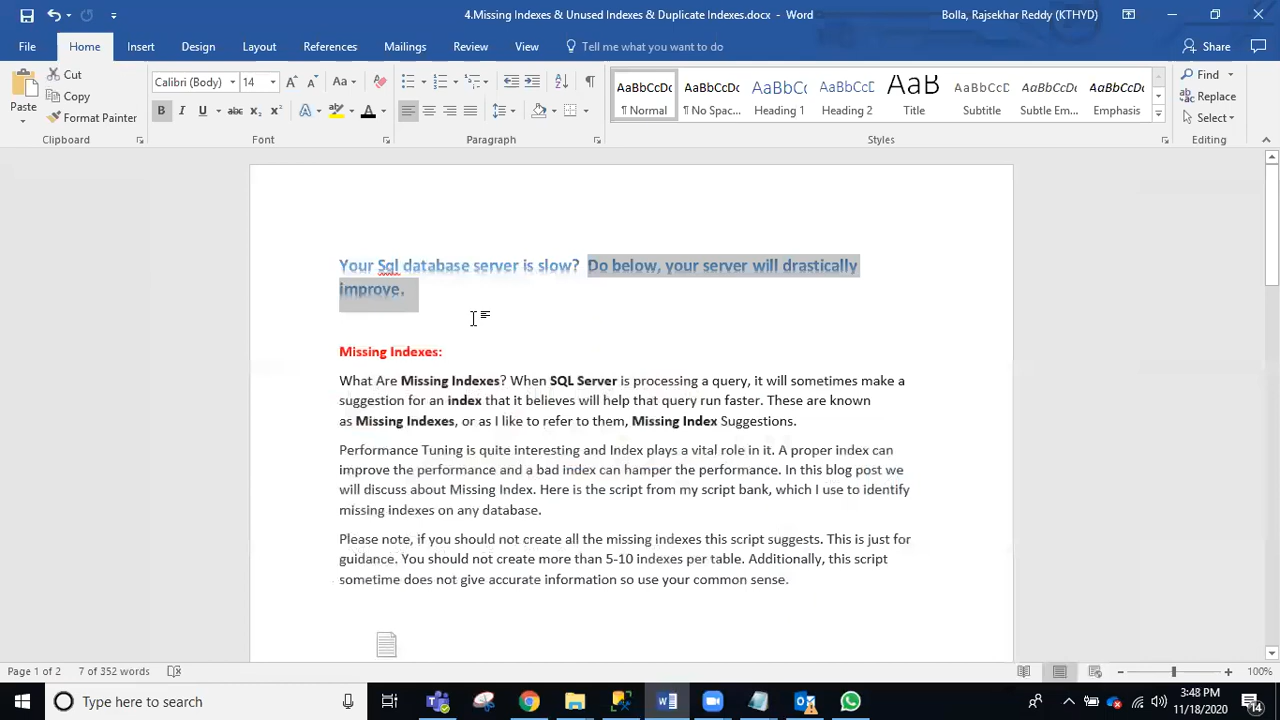 4.Missing Indexes & Unused Indexes & Duplicate Indexes.docx - Word
Bolla, Rajsekhar Reddy (KTHYD)
File Home Insert Design Layout References Mailings Review View Tell me what you want to do Share
Paste
Cut
Copy
Format Painter
Calibri (Body) 14 Aa
B I U abc X₂ X² A A
AaBbCcDc AaBbCcDc AaBbCc AaBbCcD AaB AaBbCcD AaBbCcDc AaBbCcDc
¶ Normal ¶ No Spac... Heading 1 Heading 2 Title Subtitle Subtle Em... Emphasis
Find
Replace
Select
Clipboard Font Paragraph Styles Editing
Your Sql database server is slow? Do below, your server will drastically
improve.
Missing Indexes:
What Are Missing Indexes? When SQL Server is processing a query, it will sometimes make a
suggestion for an index that it believes will help that query run faster. These are known
as Missing Indexes, or as I like to refer to them, Missing Index Suggestions.
Performance Tuning is quite interesting and Index plays a vital role in it. A proper index can
improve the performance and a bad index can hamper the performance. In this blog post we
will discuss about Missing Index. Here is the script from my script bank, which I use to identify
missing indexes on any database.
Please note, if you should not create all the missing indexes this script suggests. This is just for
guidance. You should not create more than 5-10 indexes per table. Additionally, this script
sometime does not give accurate information so use your common sense.
Page 1 of 2 7 of 352 words 100%
Type here to search
3:48 PM
11/18/2020
14